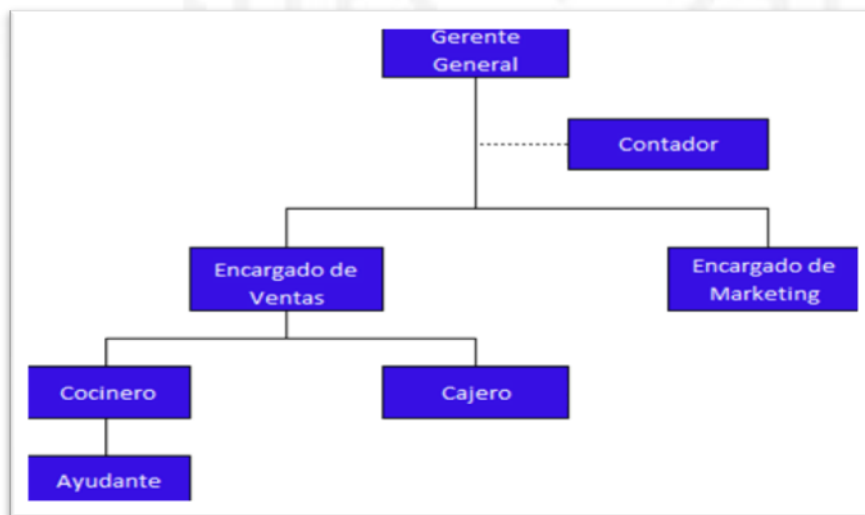 Gerente
General
Contador
Encargado de
Ventas
Encargado de
Marketing
Cocinero
Cajero
Ayudante